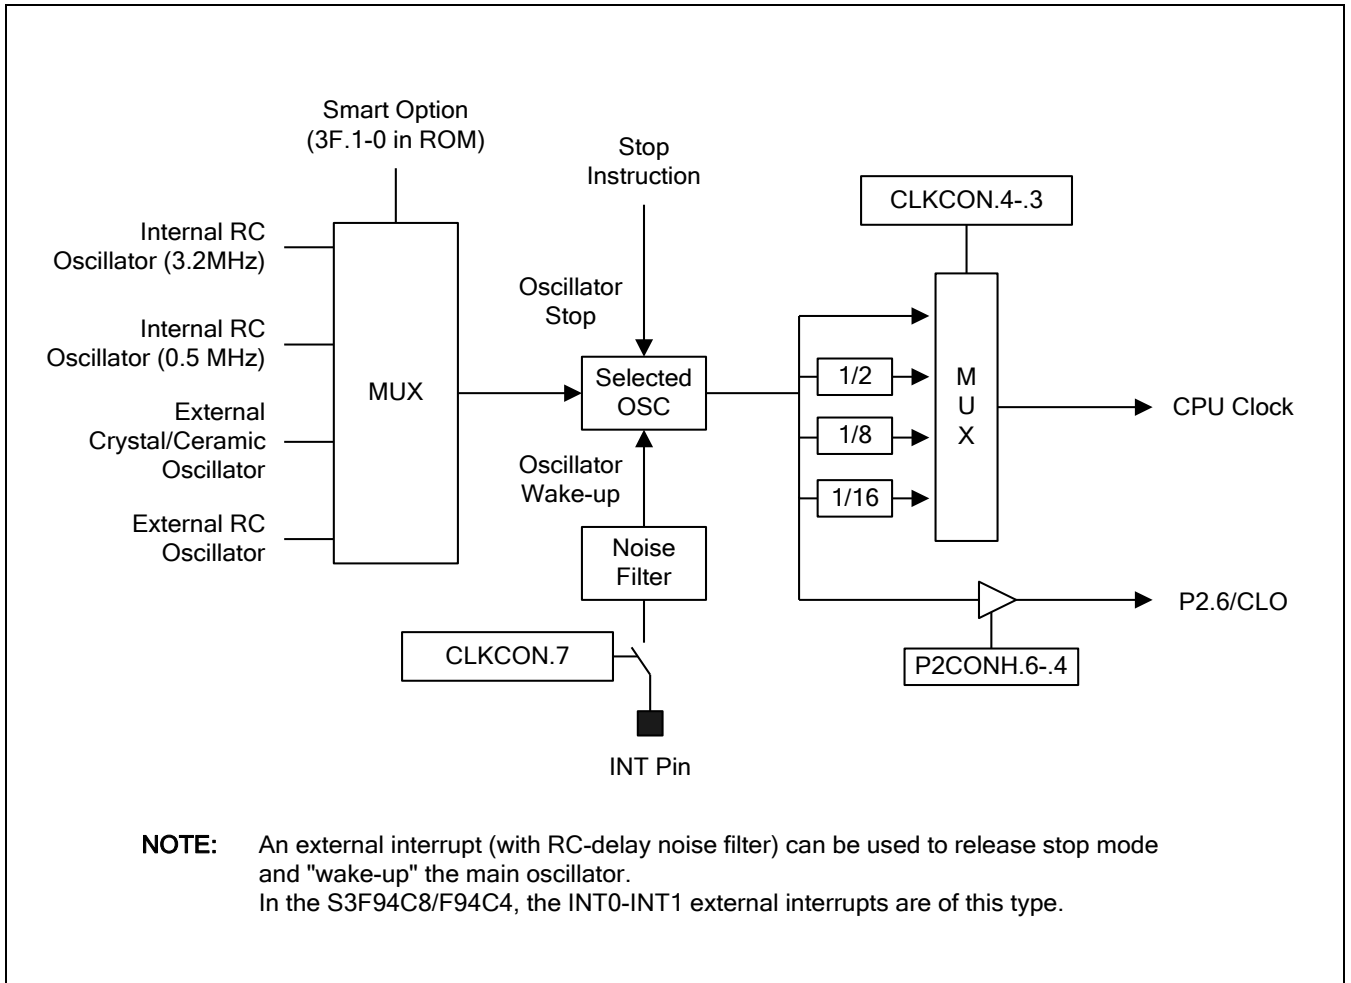 Smart Option
(3F.1-0 in ROM)
Stop
Instruction
CLKCON.4-.3
Internal RC
Oscillator (3.2MHz)
Oscillator
Stop
Internal RC
Oscillator (0.5 MHz)
MUX
Selected
OSC
1/2
1/8
1/16
M
U
X
CPU Clock
External
Crystal/Ceramic
Oscillator
Oscillator
Wake-up
External RC
Oscillator
Noise
Filter
P2.6/CLO
CLKCON.7
P2CONH.6-.4
INT Pin
NOTE: An external interrupt (with RC-delay noise filter) can be used to release stop mode
and "wake-up" the main oscillator.
In the S3F94C8/F94C4, the INT0-INT1 external interrupts are of this type.